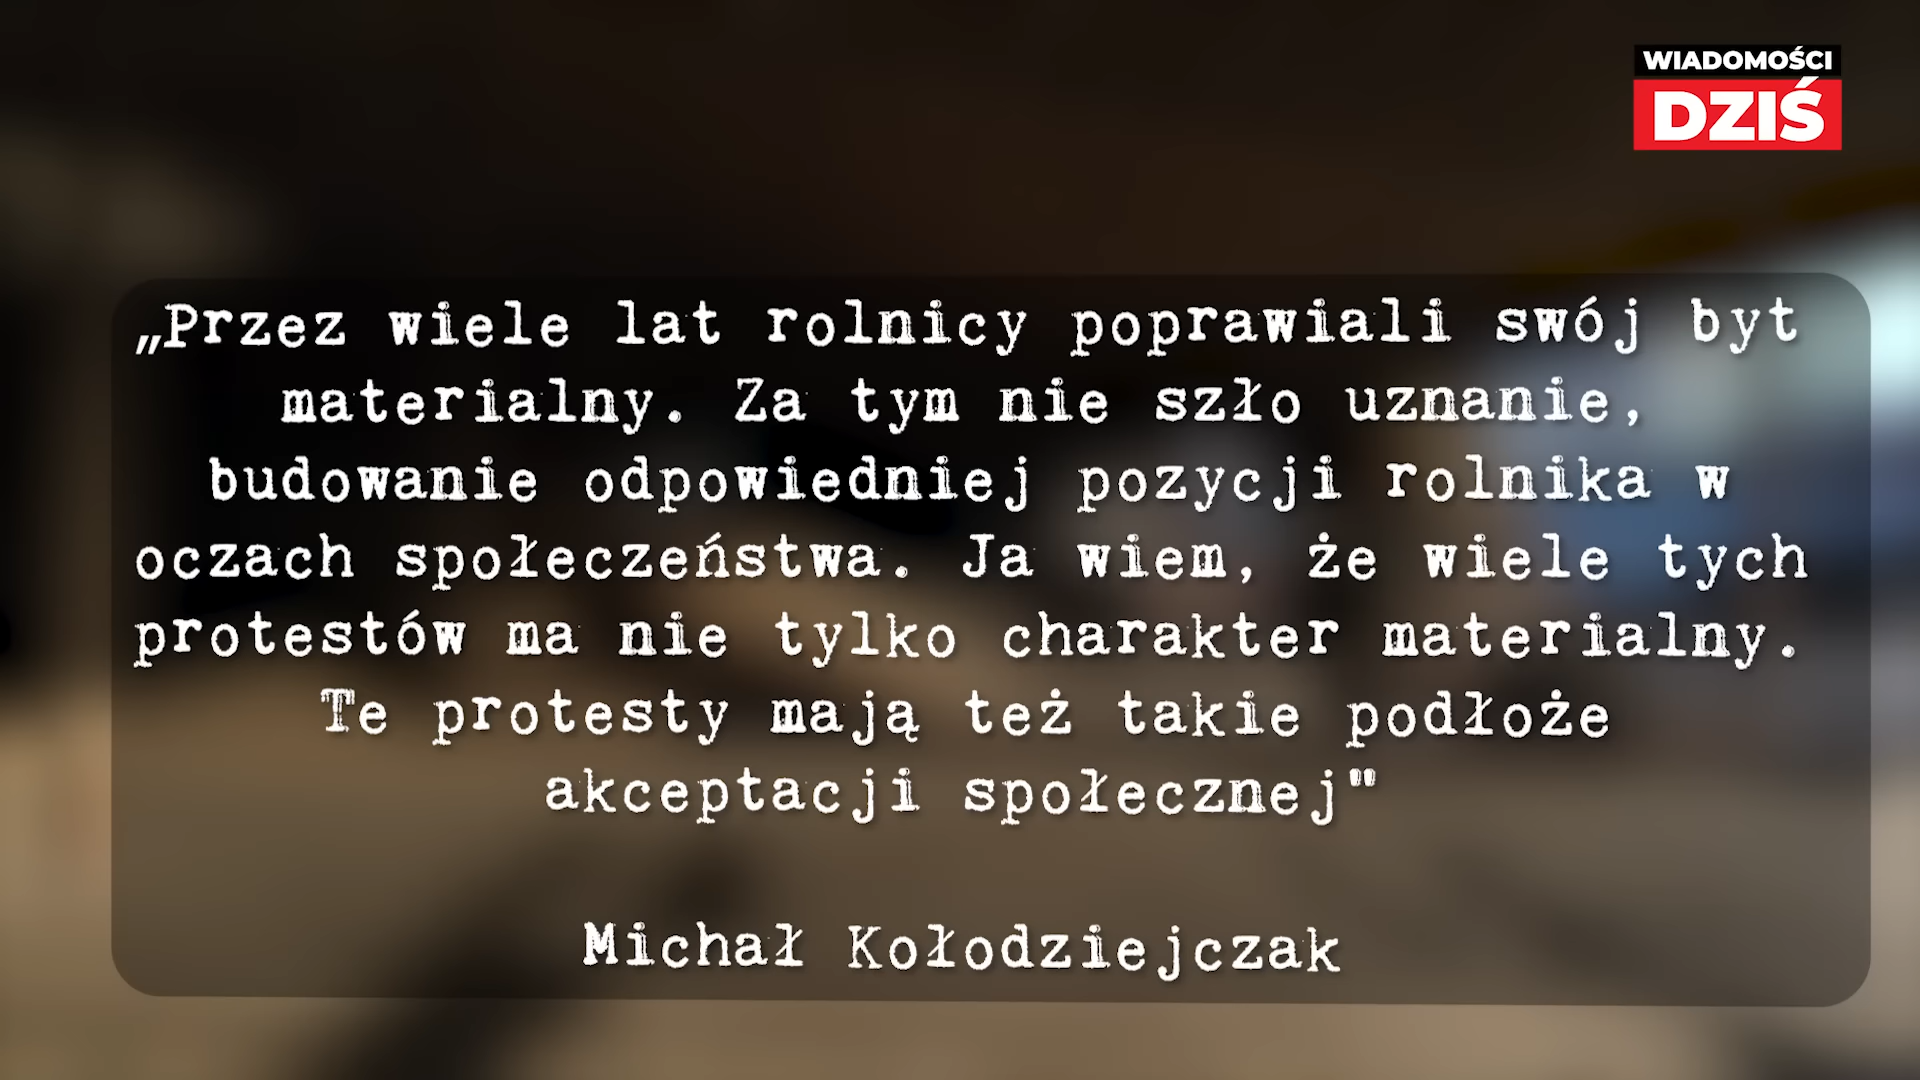 WIADOMOŚCI
DZIŚ
„Przez wiele lat rolnicy poprawiali swój byt
materialny. Za tym nie szło uznanie,
budowanie odpowiedniej pozycji rolnika w
oczach społeczeństwa. Ja wiem, że wiele tych
protestów ma nie tylko charakter materialny.
Te protesty mają też takie podłoże
akceptacji społecznej"
Michał Kołodziejczak